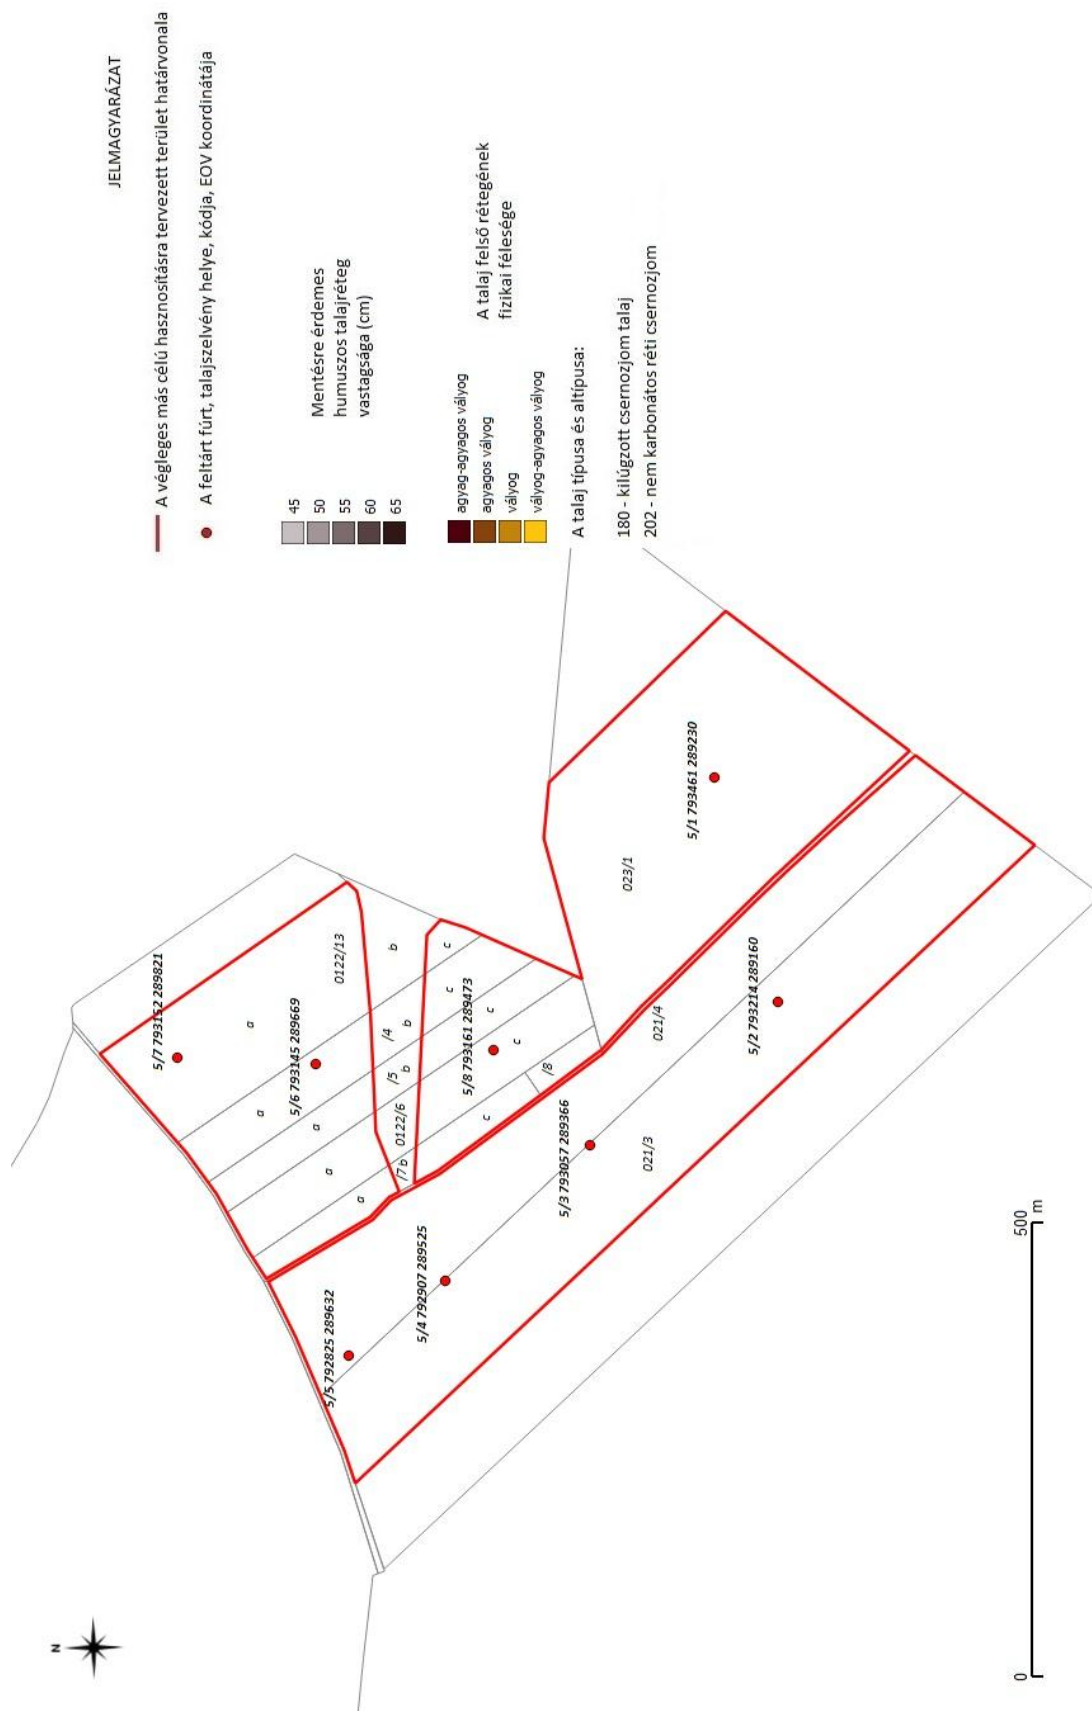 JELMAGYARÁZAT
A végleges más célú hasznosításra tervezett terület határvonala
A feltárt fúrt, talajszelvény helye, kódja, EOV koordinátája
Mentésre érdemes
humuszos talajréteg
vastagsága (cm)
45
50
55
60
65
A talaj felső rétegének
fizikai félesége
agyag-agyagos vályog
agyagos vályog
vályog
vályog-agyagos vályog
A talaj típusa és altípusa:
180 - kilúgzott csernozjom talaj
202 - nem karbonátos réti csernozjom
N
5/7 793152 289821
a
0122/13
5/6 793145 289669
a
a
a
a
b
/4
b
/5
b
0122/6
/7 b
c
c
c
c
c
/8
5/8 793161 289473
023/1
5/1 793461 289230
021/4
5/2 793214 289160
5/3 793057 289366
021/3
5/4 792907 289525
5/5 792825 289632
0
500
m